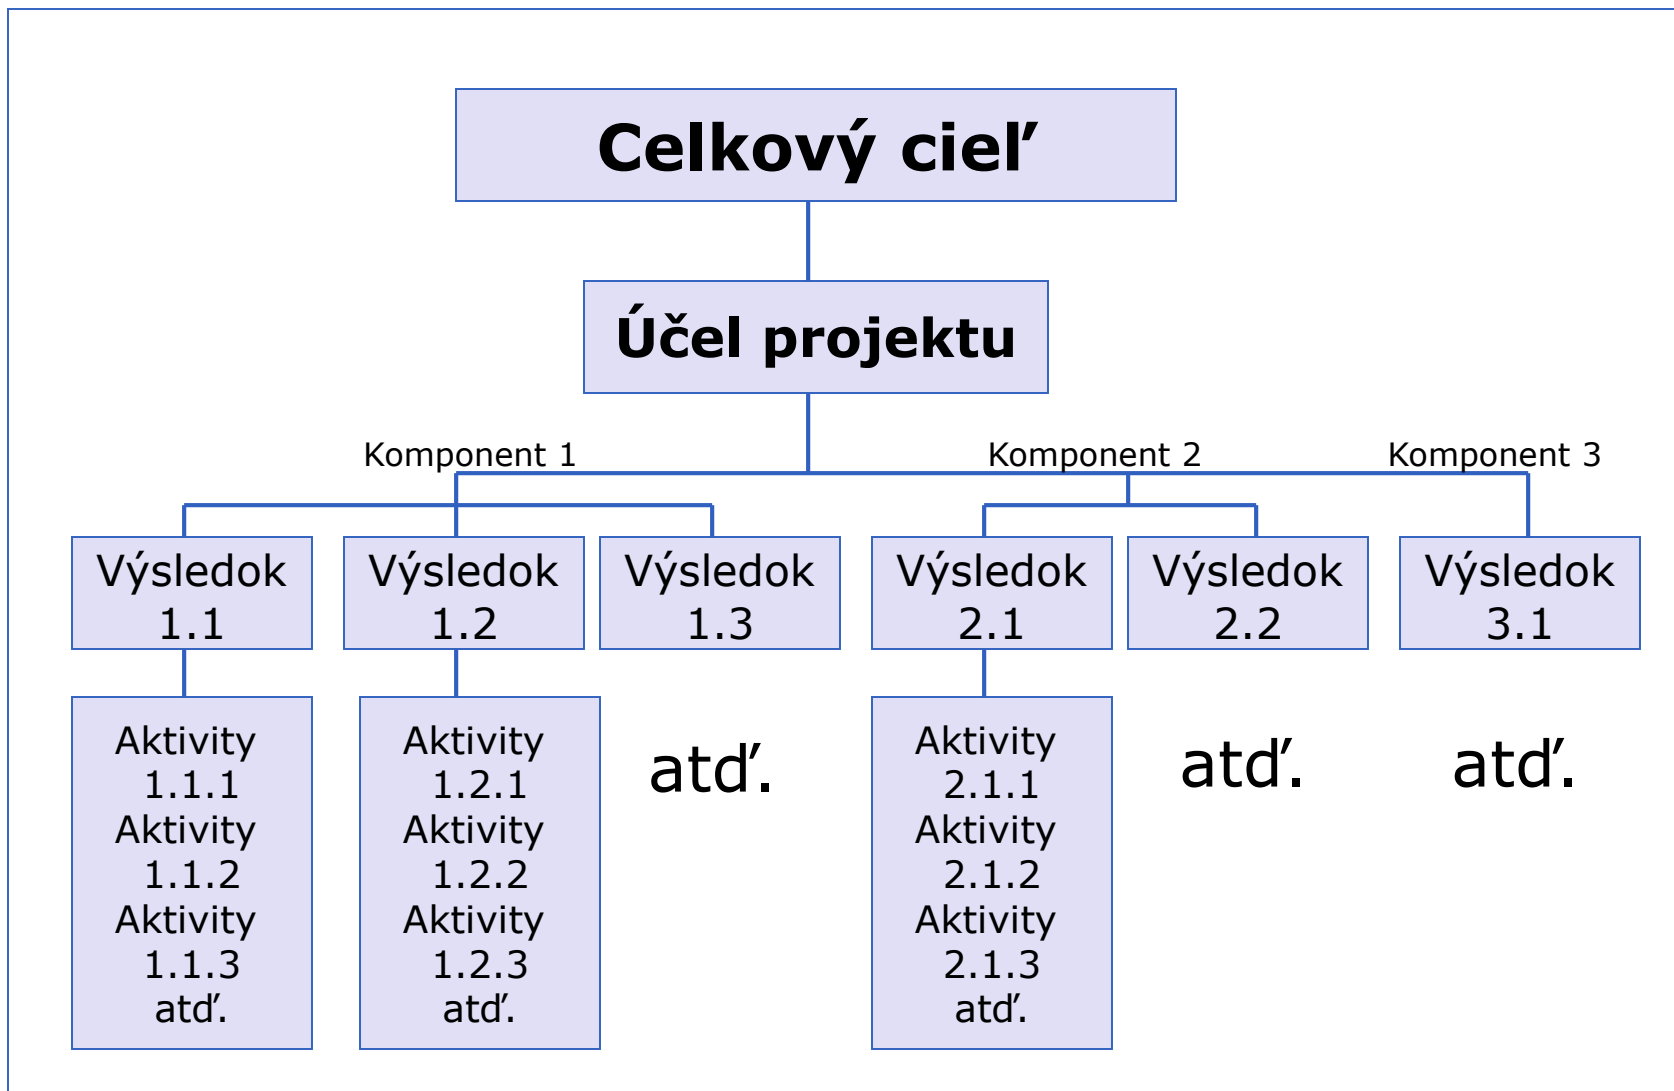 Celkový cieľ
Účel projektu
Komponent 1
Komponent 2
Komponent 3
Výsledok
1.1
Výsledok
1.2
Výsledok
1.3
Výsledok
2.1
Výsledok
2.2
Výsledok
3.1
Aktivity
1.1.1
Aktivity
1.1.2
Aktivity
1.1.3
atď.
Aktivity
1.2.1
Aktivity
1.2.2
Aktivity
1.2.3
atď.
atď.
Aktivity
2.1.1
Aktivity
2.1.2
Aktivity
2.1.3
atď.
atď.
atď.